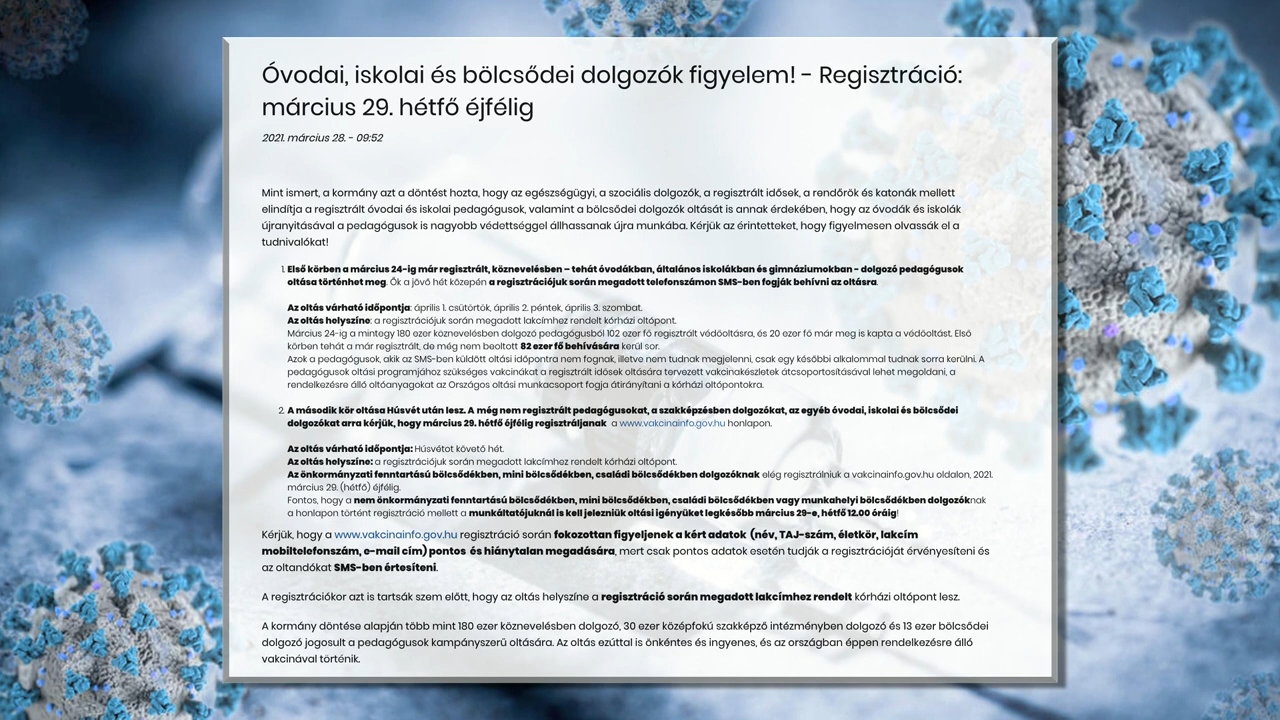 Óvodai, iskolai és bölcsődei dolgozók figyelem! - Regisztráció:
március 29. hétfő éjfélig
2021. március 28. - 09:52
Mint ismert, a kormány azt a döntést hozta, hogy az egészségügyi, a szociális dolgozók, a regisztrált idősek, a rendőrök és katonák mellett
elindítja a regisztrált óvodai és iskolai pedagógusok, valamint a bölcsődei dolgozók oltását is annak érdekében, hogy az óvodák és iskolák
újranyitásával a pedagógusok is nagyobb védettséggel állhassanak újra munkába. Kérjük az érintetteket, hogy figyelmesen olvassák el a
tudnivalókat!
1. Első körben a március 24-ig már regisztrált, köznevelésben – tehát óvodákban, általános iskolákban és gimnáziumokban - dolgozó pedagógusok
oltása történhet meg. Ők a jövő hét közepén a regisztrációjuk során megadott telefonszámon SMS-ben fogják behívni az oltásra.
Az oltás várható időpontja: április 1. csütörtök, április 2. péntek, április 3. szombat.
Az oltás helyszíne: a regisztrációjuk során megadott lakcímhez rendelt kórházi oltópont.
Március 24-ig a mintegy 180 ezer köznevelésben dolgozó pedagógusból 102 ezer fő regisztrált védőoltásra, és 20 ezer fő már meg is kapta a védőoltást. Első
körben tehát a már regisztrált, de még nem beoltott 82 ezer fő behívására kerül sor.
Azok a pedagógusok, akik az SMS-ben küldött oltási időpontra nem fognak, illetve nem tudnak megjelenni, csak egy későbbi alkalommal tudnak sorra kerülni. A
pedagógusok oltási programjához szükséges vakcinákat a regisztrált idősek oltására tervezett vakcinakészletek átcsoportosításával lehet megoldani, a
rendelkezésre álló oltóanyagokat az Országos oltási munkacsoport fogja átirányítani a kórházi oltópontokra.
2. A második kör oltása Húsvét után lesz. A még nem regisztrált pedagógusokat, a szakképzésben dolgozókat, az egyéb óvodai, iskolai és bölcsődei
dolgozókat arra kérjük, hogy március 29. hétfő éjfélig regisztráljanak a www.vakcinainfo.gov.hu honlapon.
Az oltás várható időpontja: Húsvétot követő hét.
Az oltás helyszíne: a regisztrációjuk során megadott lakcímhez rendelt kórházi oltópont.
Az önkormányzati fenntartású bölcsődékben, mini bölcsődékben, családi bölcsődékben dolgozóknak elég regisztrálniuk a vakcinainfo.gov.hu oldalon, 2021.
március 29. (hétfő) éjfélig.
Fontos, hogy a nem önkormányzati fenntartású bölcsődékben, mini bölcsődékben, családi bölcsődékben vagy munkahelyi bölcsődékben dolgozóknak
a honlapon történt regisztráció mellett a munkáltatójuknál is kell jelezniük oltási igényüket legkésőbb március 29-e, hétfő 12.00 óráig!
Kérjük, hogy a www.vakcinainfo.gov.hu regisztráció során fokozottan figyeljenek a kért adatok (név, TAJ-szám, életkör, lakcím
mobiltelefonszám, e-mail cím) pontos és hiánytalan megadására, mert csak pontos adatok esetén tudják a regisztrációját érvényesíteni és
az oltandókat SMS-ben értesíteni.
A regisztrációkor azt is tartsák szem előtt, hogy az oltás helyszíne a regisztráció során megadott lakcímhez rendelt kórházi oltópont lesz.
A kormány döntése alapján több mint 180 ezer köznevelésben dolgozó, 30 ezer középfokú szakképző intézményben dolgozó és 13 ezer bölcsődei
dolgozó jogosult a pedagógusok kampányszerű oltására. Az oltás ezúttal is önkéntes és ingyenes, és az országban éppen rendelkezésre álló
vakcinával történik.